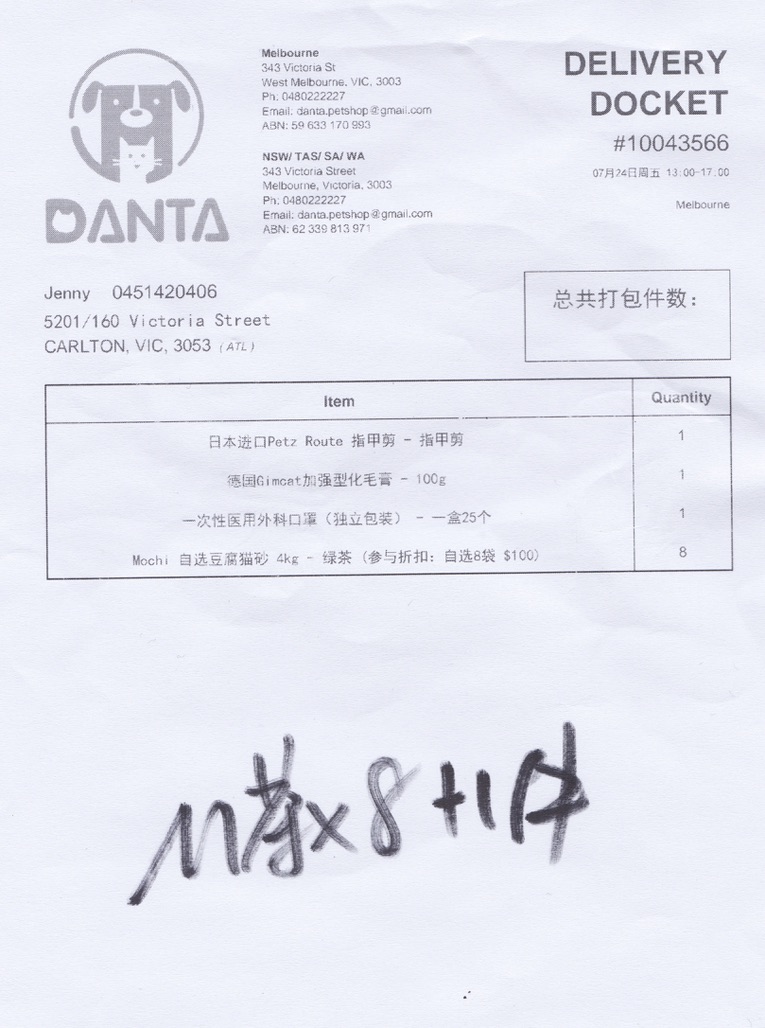 DANTA
Melbourne
343 Victoria St
West Melbourne, VIC, 3003
Ph: 0480222227
Email: danta.petshop@gmail.com
ABN: 59 633 170 993
NSW/ TAS/ SA/ WA
343 Victoria Street
Melbourne, Victoria, 3003
Ph: 0480222227
Email: danta.petshop@gmail.com
ABN: 62 339 813 971
DELIVERY
DOCKET
#10043566
07月24日周五 13:00-17:00
Melbourne
Jenny 0451420406
5201/160 Victoria Street
CARLTON, VIC, 3053 (ATL)
总共打包件数：
Item Quantity
日本进口Petz Route 指甲剪 - 指甲剪 1
德国Gimcat加强型化毛膏 - 100g 1
一次性医用外科口罩（独立包装） - 一盒25个 1
Mochi 自选豆腐猫砂 4kg - 绿茶 (参与折扣: 自选8袋 $100) 8
M茶x8+1件